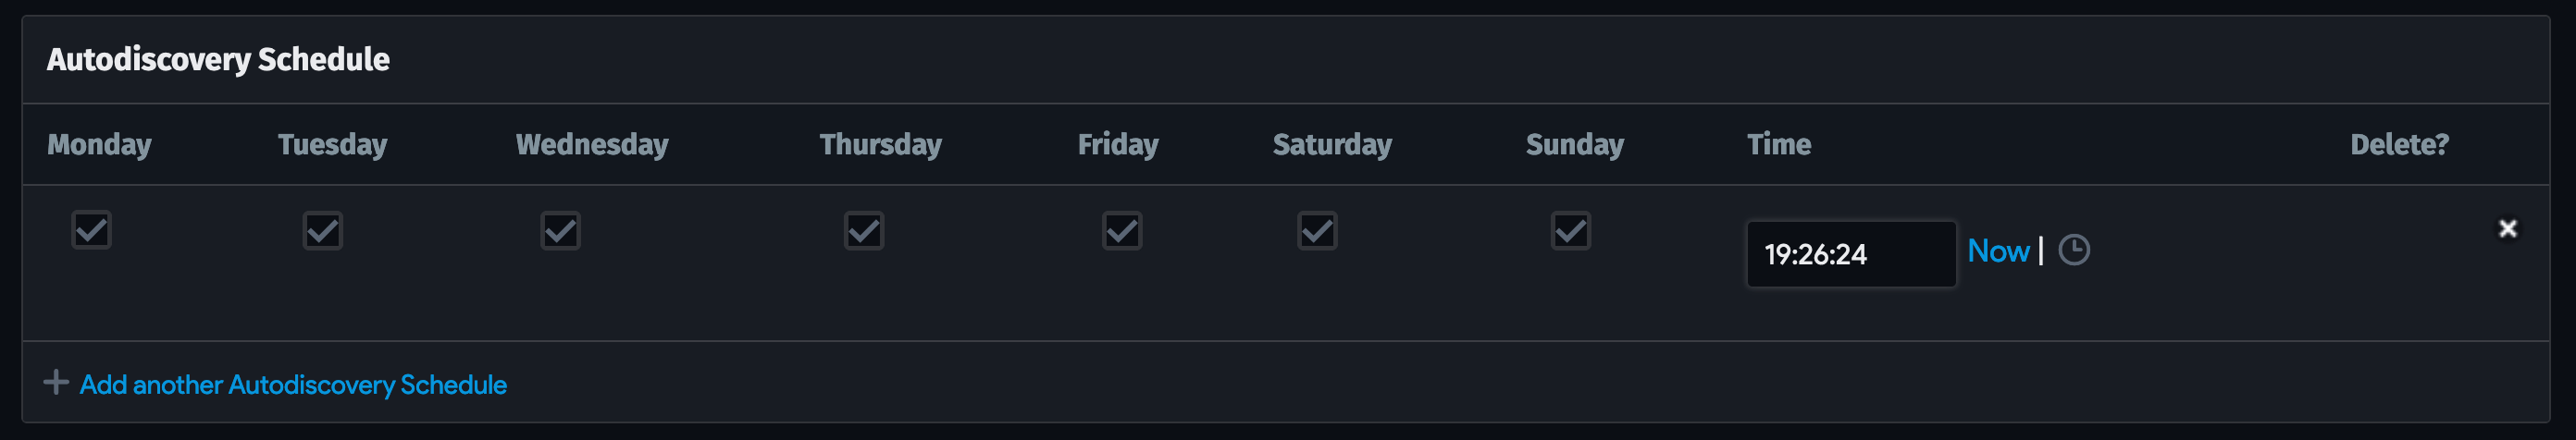 Autodiscovery Schedule
Monday Tuesday Wednesday Thursday Friday Saturday Sunday Time Delete?
19:26:24 Now |
Add another Autodiscovery Schedule